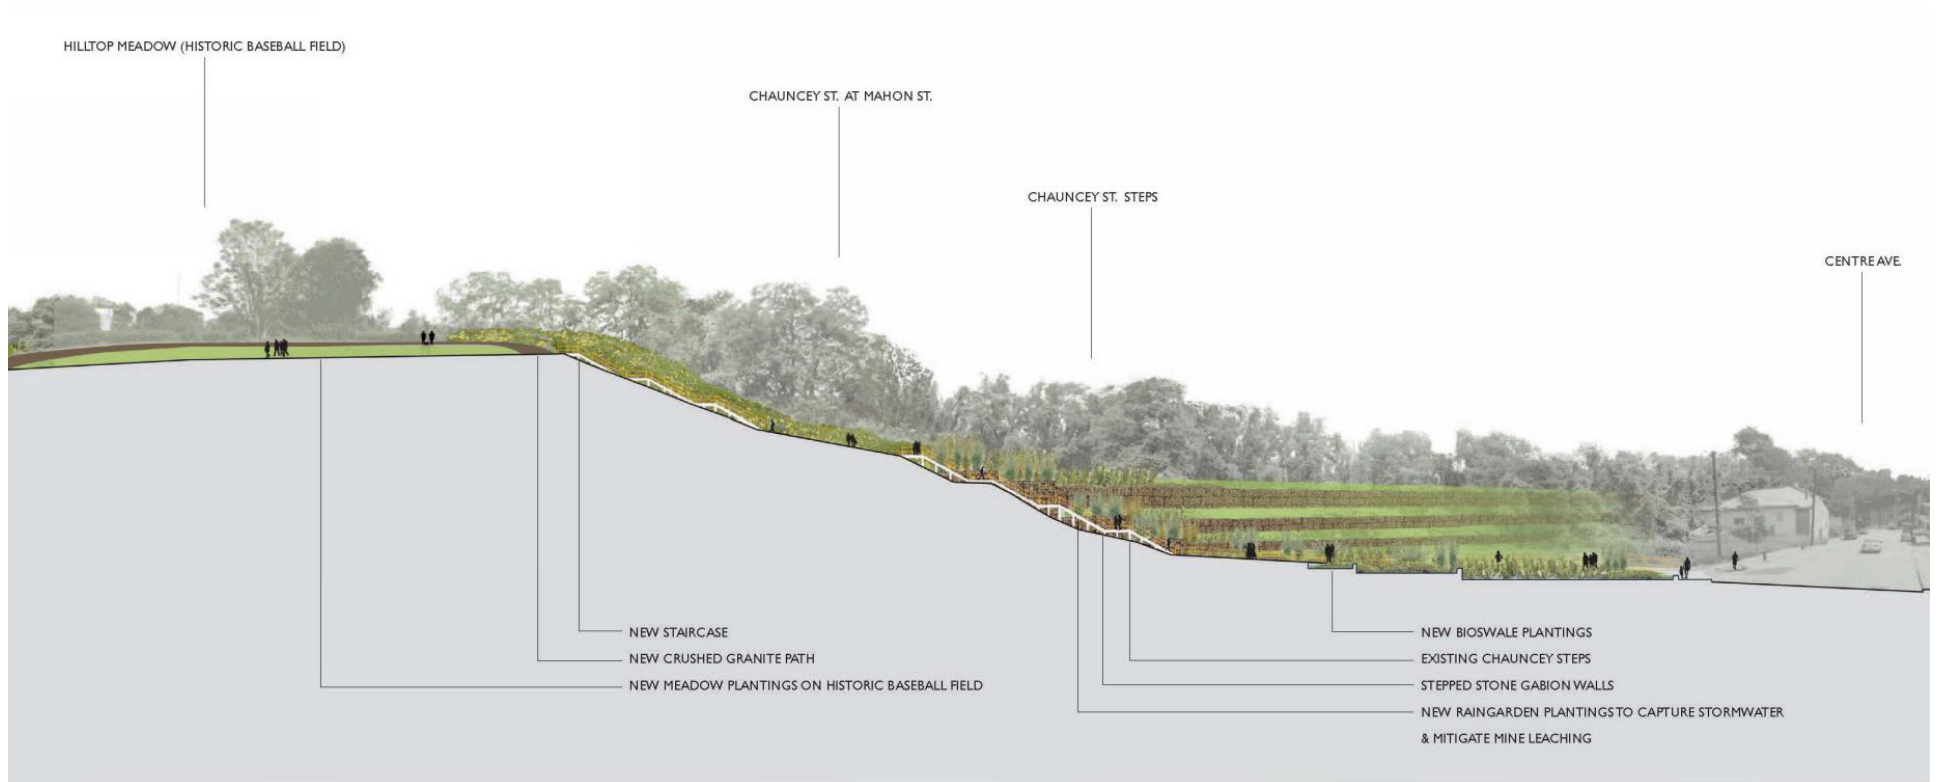 HILLTOP MEADOW (HISTORIC BASEBALL FIELD)
CHAUNCEY ST. AT MAHON ST.
CHAUNCEY ST. STEPS
CENTRE AVE.
NEW STAIRCASE
NEW CRUSHED GRANITE PATH
NEW MEADOW PLANTINGS ON HISTORIC BASEBALL FIELD
NEW BIOSWALE PLANTINGS
EXISTING CHAUNCEY STEPS
STEPPED STONE GABION WALLS
NEW RAINGARDEN PLANTINGS TO CAPTURE STORMWATER
& MITIGATE MINE LEACHING